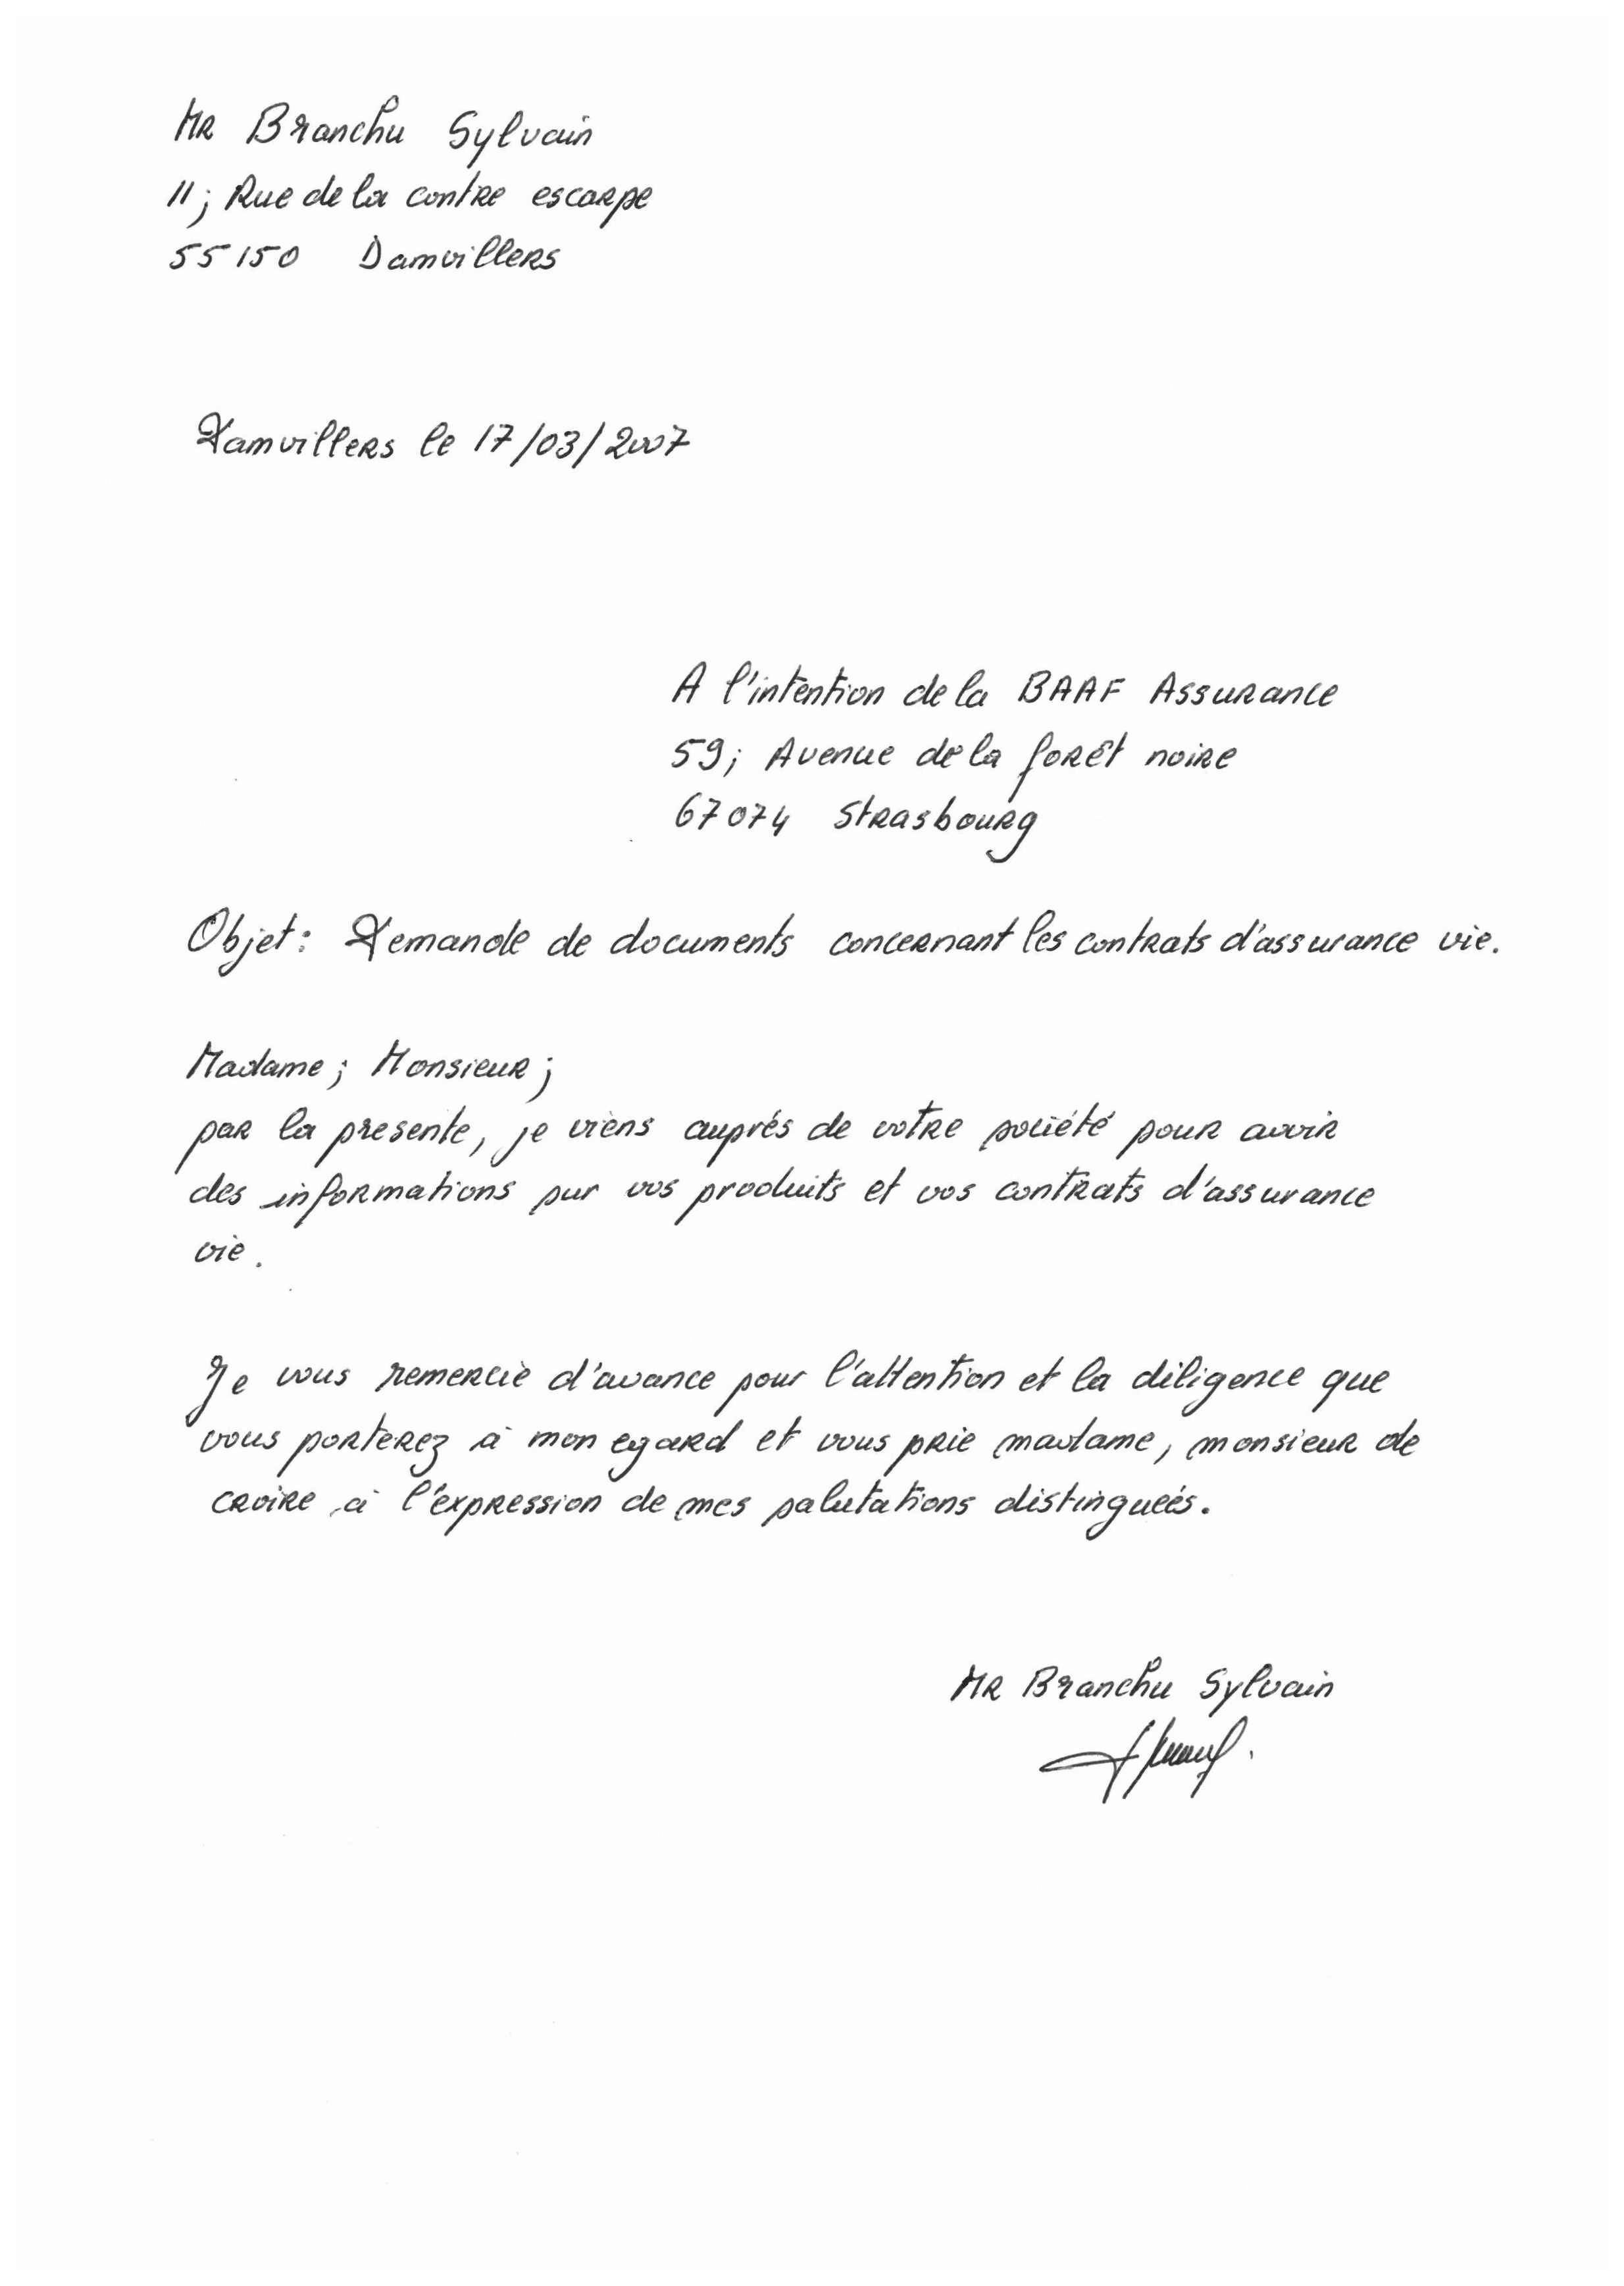 MR Branchu Sylvain
11; Rue de la contre escarpe
55150 Damvillers
Damvillers le 17/03/2007
A l'intention de la BAAF Assurance
59; Avenue de la forêt noire
67074 Strasbourg
Objet: Demande de documents concernant les contrats d'assurance vie.
Madame; Monsieur;
par la presente, je viens auprés de votre société pour avoir
des informations sur vos produits et vos contrats d'assurance
vie.
Je vous remercie d'avance pour l'attention et la diligence que
vous porterez à mon egard et vous prie madame, monsieur de
croire à l'expression de mes salutations distingueés.
MR Branchu Sylvain